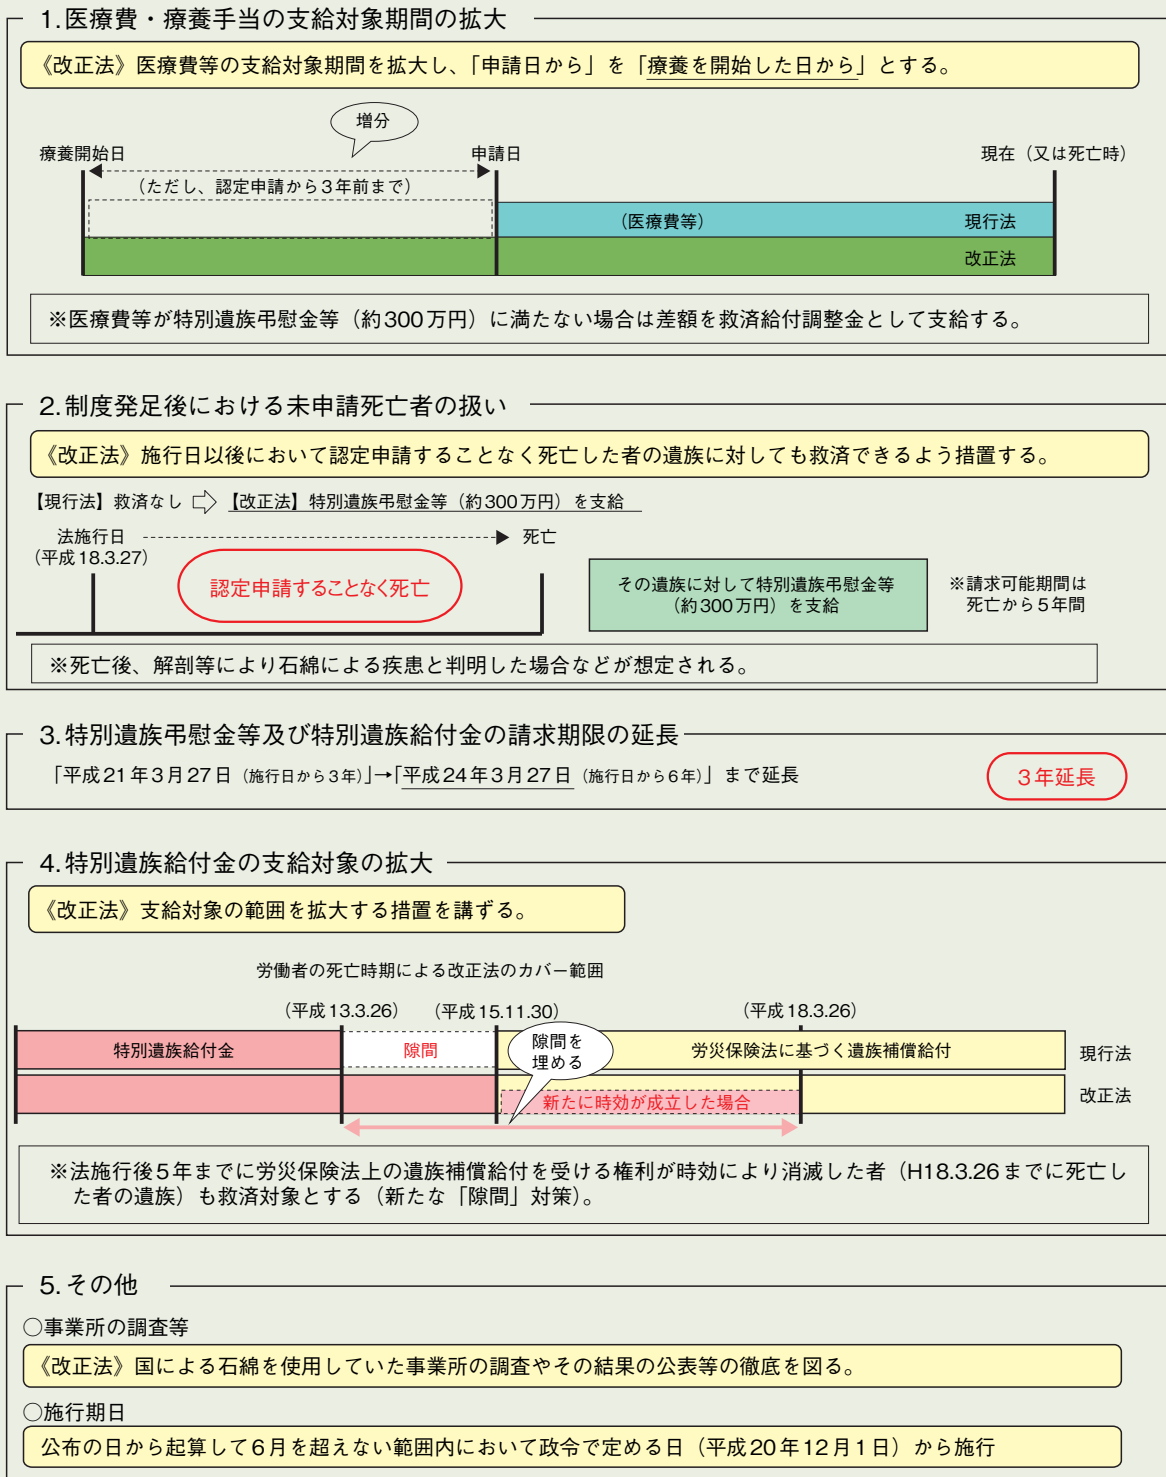 1.医療費・療養手当の支給対象期間の拡大
《改正法》医療費等の支給対象期間を拡大し、「申請日から」を「療養を開始した日から」とする。
増分
療養開始日
申請日
現在（又は死亡時）
（ただし、認定申請から３年前まで）
（医療費等）
現行法
改正法
※医療費等が特別遺族弔慰金等（約300万円）に満たない場合は差額を救済給付調整金として支給する。
2.制度発足後における未申請死亡者の扱い
《改正法》施行日以後において認定申請することなく死亡した者の遺族に対しても救済できるよう措置する。
【現行法】救済なし ⇨ 【改正法】特別遺族弔慰金等（約300万円）を支給
法施行日
（平成18.3.27）
死亡
認定申請することなく死亡
その遺族に対して特別遺族弔慰金等
（約300万円）を支給
※請求可能期間は
死亡から５年間
※死亡後、解剖等により石綿による疾患と判明した場合などが想定される。
3.特別遺族弔慰金等及び特別遺族給付金の請求期限の延長
「平成21年３月27日（施行日から３年）」→「平成24年３月27日（施行日から６年）」まで延長
３年延長
4.特別遺族給付金の支給対象の拡大
《改正法》支給対象の範囲を拡大する措置を講ずる。
労働者の死亡時期による改正法のカバー範囲
（平成13.3.26）
（平成15.11.30）
（平成18.3.26）
特別遺族給付金
隙間
隙間を
埋める
労災保険法に基づく遺族補償給付
現行法
新たに時効が成立した場合
改正法
※法施行後５年までに労災保険法上の遺族補償給付を受ける権利が時効により消滅した者（H18.3.26までに死亡し
た者の遺族）も救済対象とする（新たな「隙間」対策）。
5.その他
○事業所の調査等
《改正法》国による石綿を使用していた事業所の調査やその結果の公表等の徹底を図る。
○施行期日
公布の日から起算して６月を超えない範囲内において政令で定める日（平成20年12月１日）から施行